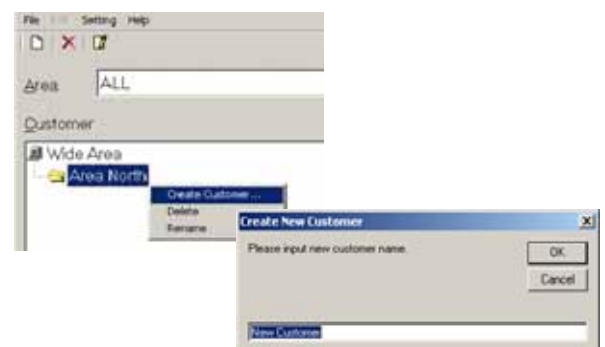 File Edit Setting Help
Area ALL
Customer
Wide Area
Area North
Create Customer...
Delete
Rename
Create New Customer
Please input new customer name.
OK
Cancel
New Customer